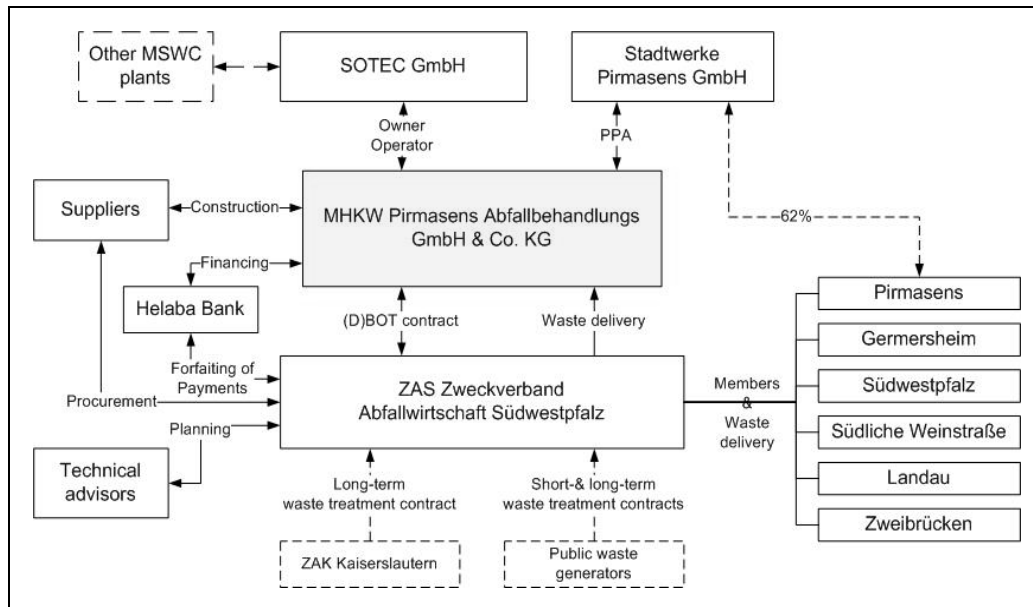 Other MSWC
plants
SOTEC GmbH
Stadtwerke
Pirmasens GmbH
Owner
Operator
PPA
Suppliers
Construction
MHKW Pirmasens Abfallbehandlungs
GmbH & Co. KG
62%
Financing
Helaba Bank
(D)BOT contract
Waste delivery
Pirmasens
Germersheim
Südwestpfalz
Südliche Weinstraße
Landau
Zweibrücken
Forfaiting of
Payments
Procurement
ZAS Zweckverband
Abfallwirtschaft Südwestpfalz
Members
&
Waste
delivery
Planning
Technical
advisors
Long-term
waste treatment contract
Short-& long-term
waste treatment contracts
ZAK Kaiserslautern
Public waste
generators